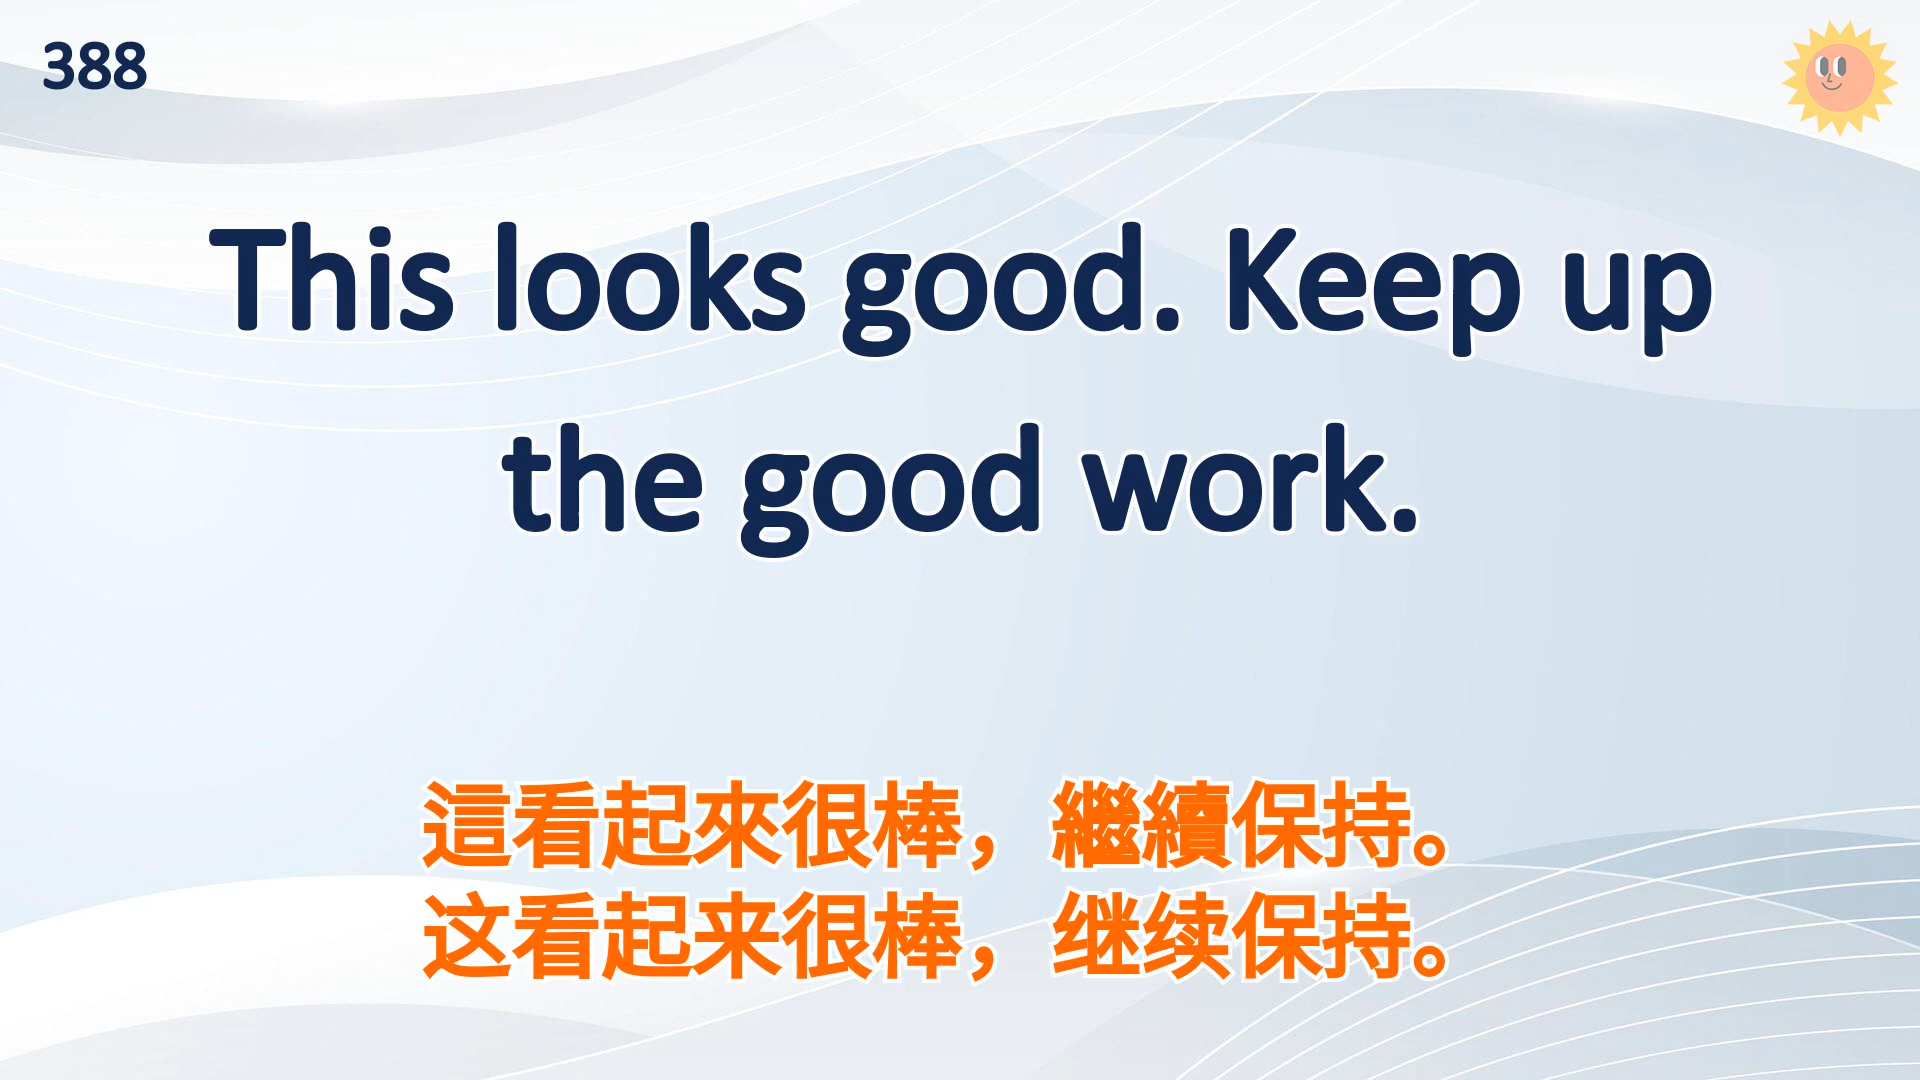 388
This looks good. Keep up
the good work.
這看起來很棒，繼續保持。
这看起来很棒，继续保持。